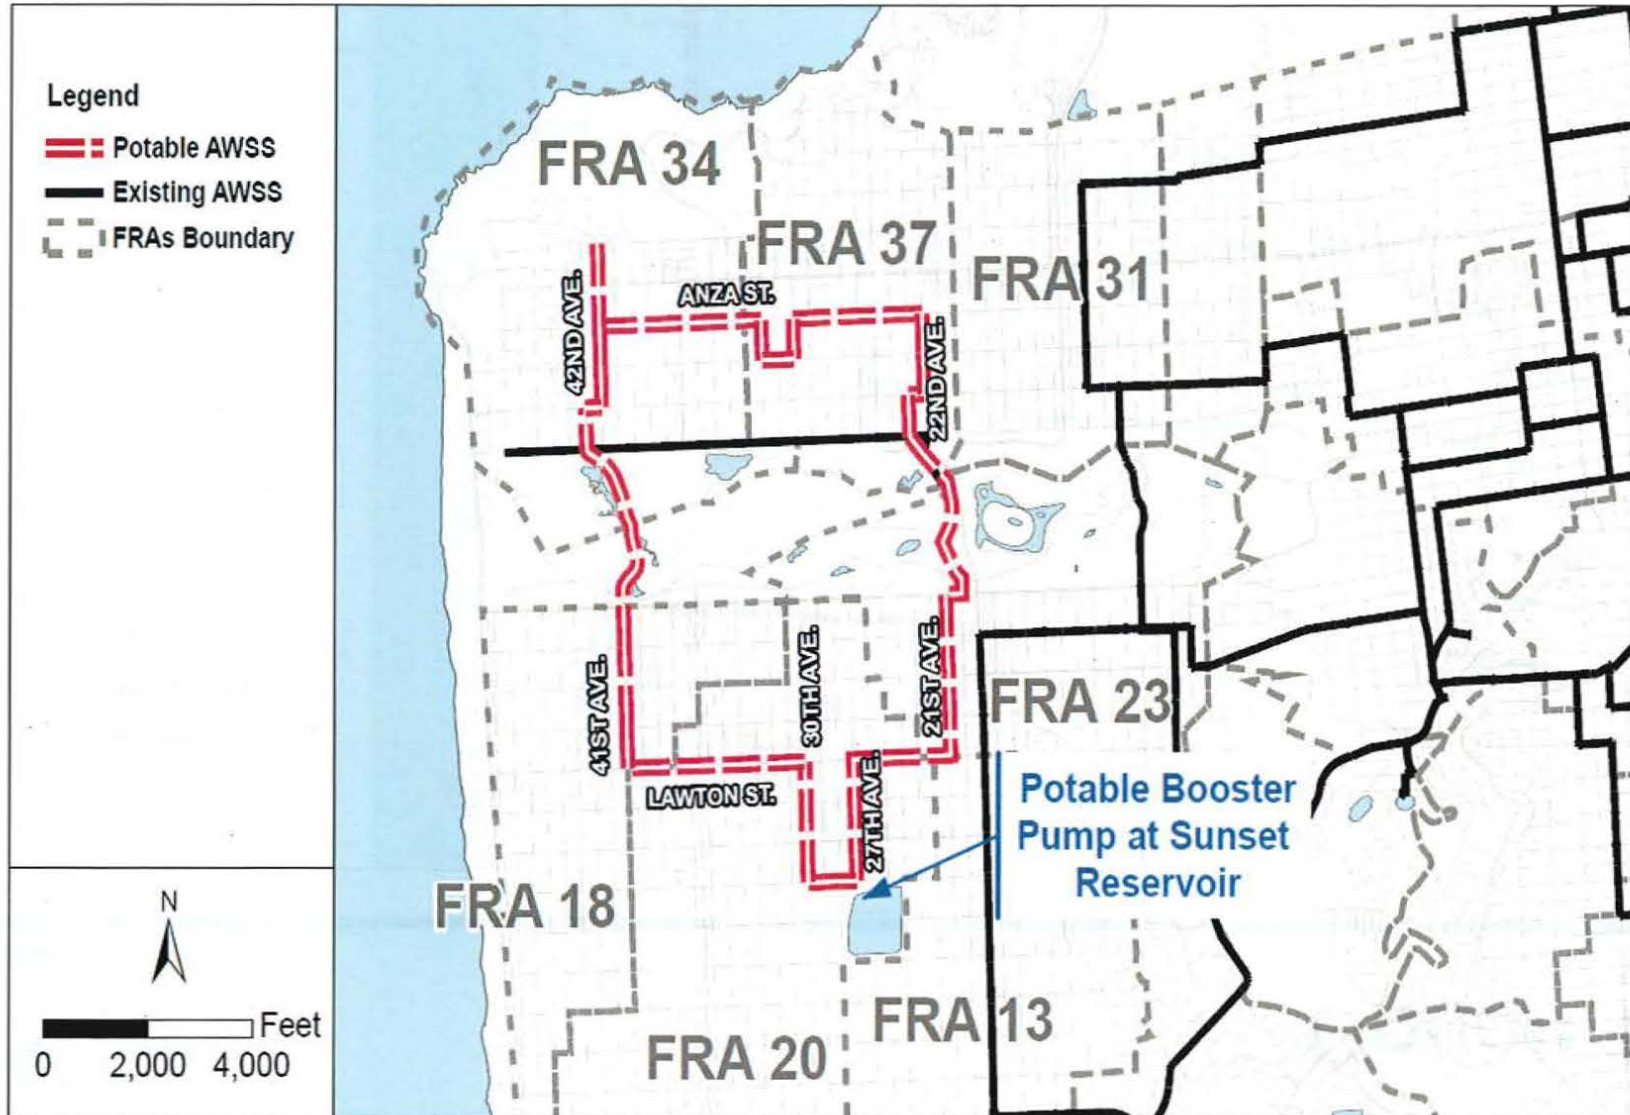 Legend
Potable AWSS
Existing AWSS
FRAs Boundary
N
Feet
0 2,000 4,000
FRA 34
FRA 37
FRA 31
42ND AVE.
ANZA ST.
22ND AVE.
41ST AVE.
30TH AVE.
21ST AVE.
FRA 23
LAWTON ST.
27TH AVE.
Potable Booster
Pump at Sunset
Reservoir
FRA 18
FRA 13
FRA 20